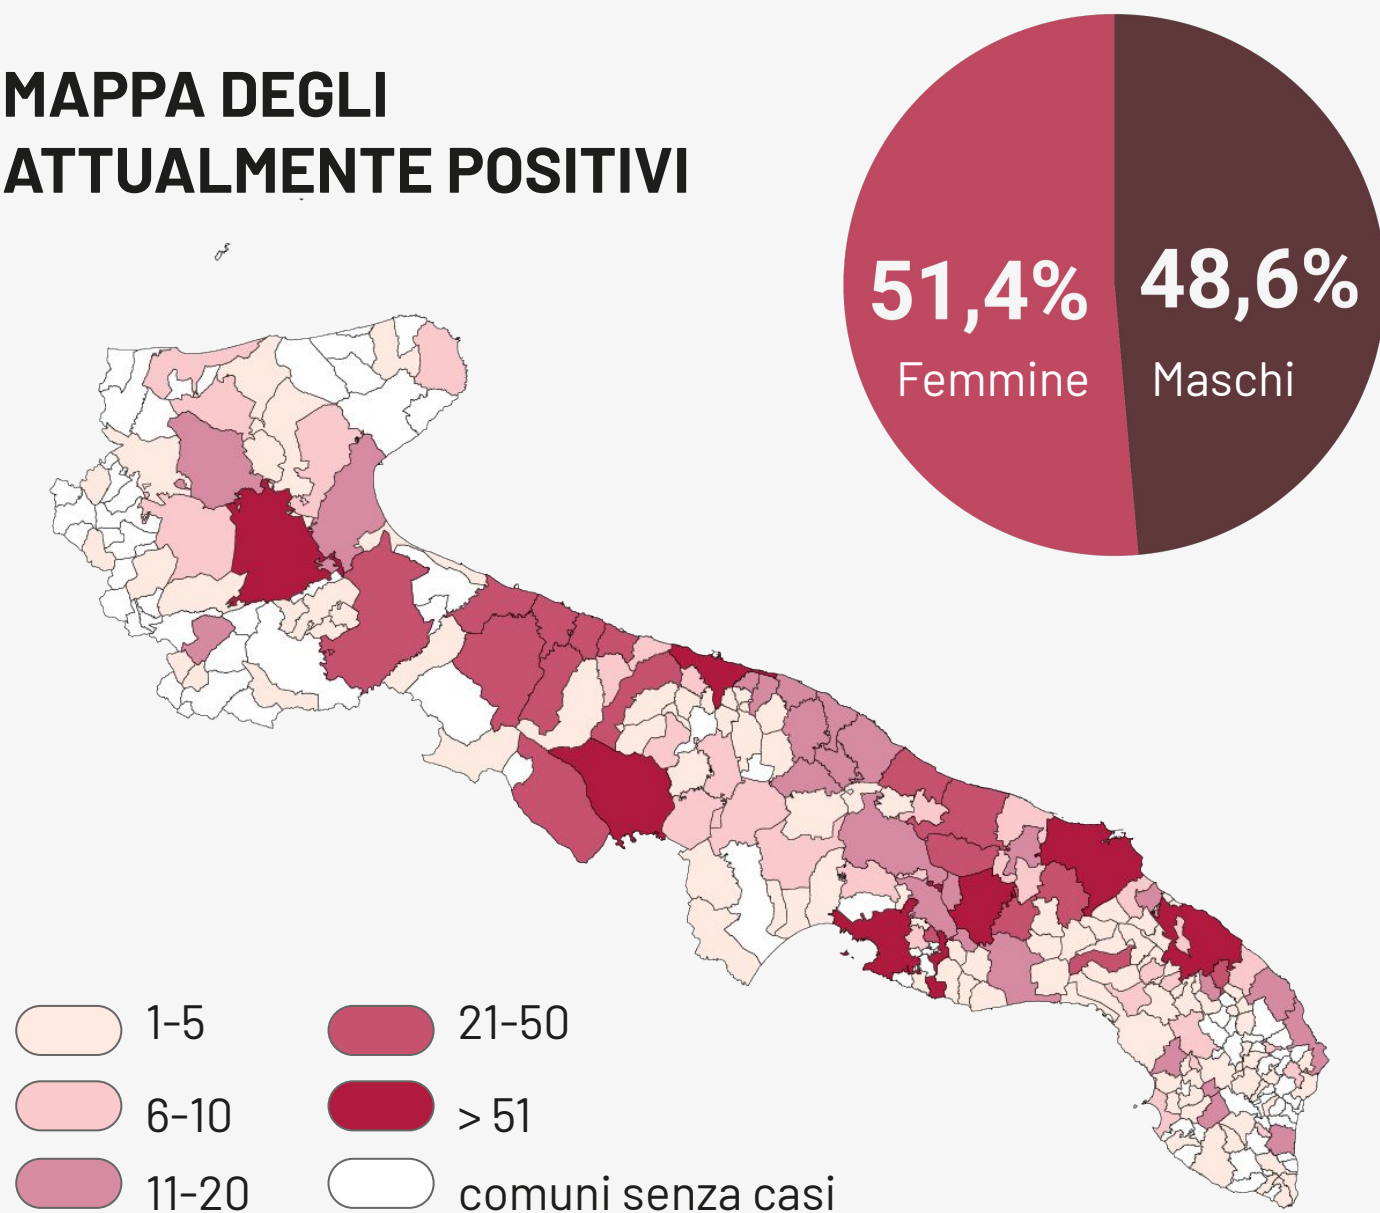 MAPPA DEGLI
ATTUALMENTE POSITIVI
51,4%
Femmine
48,6%
Maschi
1-5
6-10
11-20
21-50
> 51
comuni senza casi